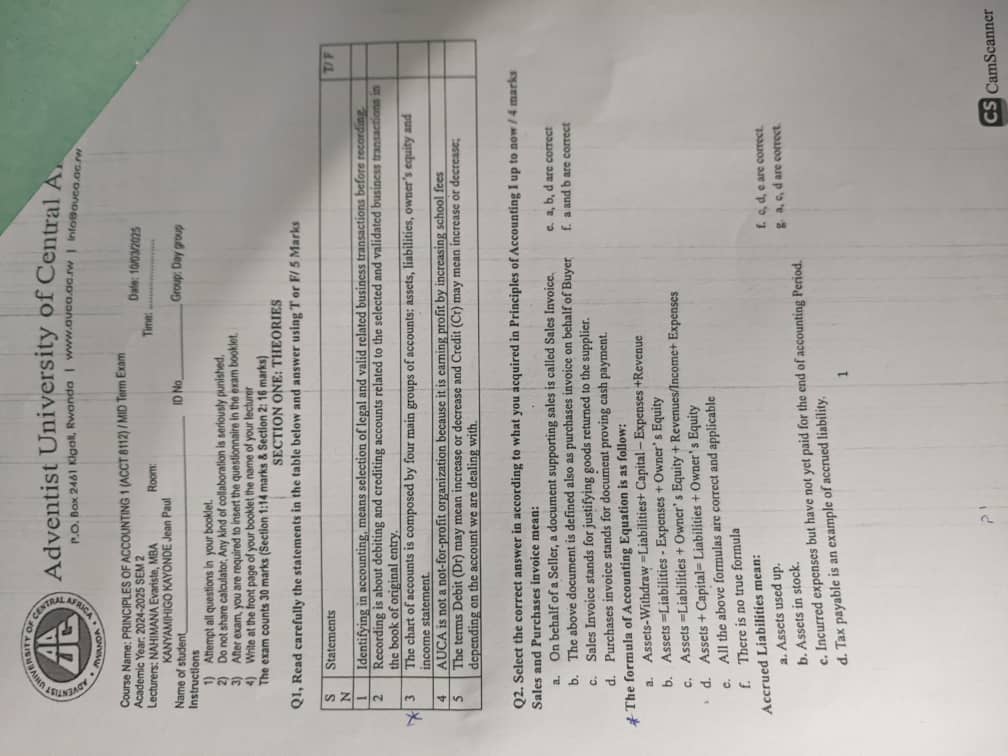 ADVENTIST UNIVERSITY OF CENTRAL AFRICA • RWANDA •
Adventist University of Central A
P.O. Box 2461 Kigali, Rwanda | www.auca.ac.rw | info@auca.ac.rw
Course Name: PRINCIPLES OF ACCOUNTING 1 (ACCT 8112)/ MID Term Exam
Date: 10/03/2025
Academic Year: 2024-2025 SEM 2
Time: ....................
Lecturers: NAHIMANA Evariste, MBA Room:
KANYAMIHIGO KAYONDE Jean Paul
Name of student ____________ ID No ____________ Group: Day group
Instructions
1) Attempt all questions in your booklet.
2) Do not share calculator, Any kind of collaboration is seriously punished.
3) After exam, you are required to insert the questionnaire in the exam booklet.
4) Write at the front page of your booklet the name of your lecturer
The exam counts 30 marks (Section 1:14 marks & Section 2: 16 marks)
SECTION ONE: THEORIES
Q1, Read carefully the statements in the table below and answer using T or F/ 5 Marks
S N Statements T/ F
1 Identifying in accounting, means selection of legal and valid related business transactions before recording.
2 Recording is about debiting and crediting accounts related to the selected and validated business transactions in
the book of original entry.
3 The chart of accounts is composed by four main groups of accounts: assets, liabilities, owner's equity and
income statement.
4 AUCA is not a not-for-profit organization because it is earning profit by increasing school fees
5 The terms Debit (Dr) may mean increase or decrease and Credit (Cr) may mean increase or decrease;
depending on the account we are dealing with.
Q2. Select the correct answer in according to what you acquired in Principles of Accounting I up to now / 4 marks
Sales and Purchases invoice mean:
a. On behalf of a Seller, a document supporting sales is called Sales Invoice. e. a, b, d are correct
b. The above document is defined also as purchases invoice on behalf of Buyer f. a and b are correct
c. Sales Invoice stands for justifying goods returned to the supplier.
d. Purchases invoice stands for document proving cash payment.
* The formula of Accounting Equation is as follow:
a. Assets-Withdraw =Liabilities+ Capital – Expenses +Revenue
b. Assets =Liabilities - Expenses +Owner's Equity
c. Assets =Liabilities + Owner's Equity + Revenues/Income+ Expenses
d. Assets + Capital= Liabilities + Owner's Equity
e. All the above formulas are correct and applicable
f. There is no true formula
Accrued Liabilities mean:
a. Assets used up. f. c, d, e are correct.
b. Assets in stock. g. a, c, d are correct.
c. Incurred expenses but have not yet paid for the end of accounting Period.
d. Tax payable is an example of accrued liability.
1
CS CamScanner